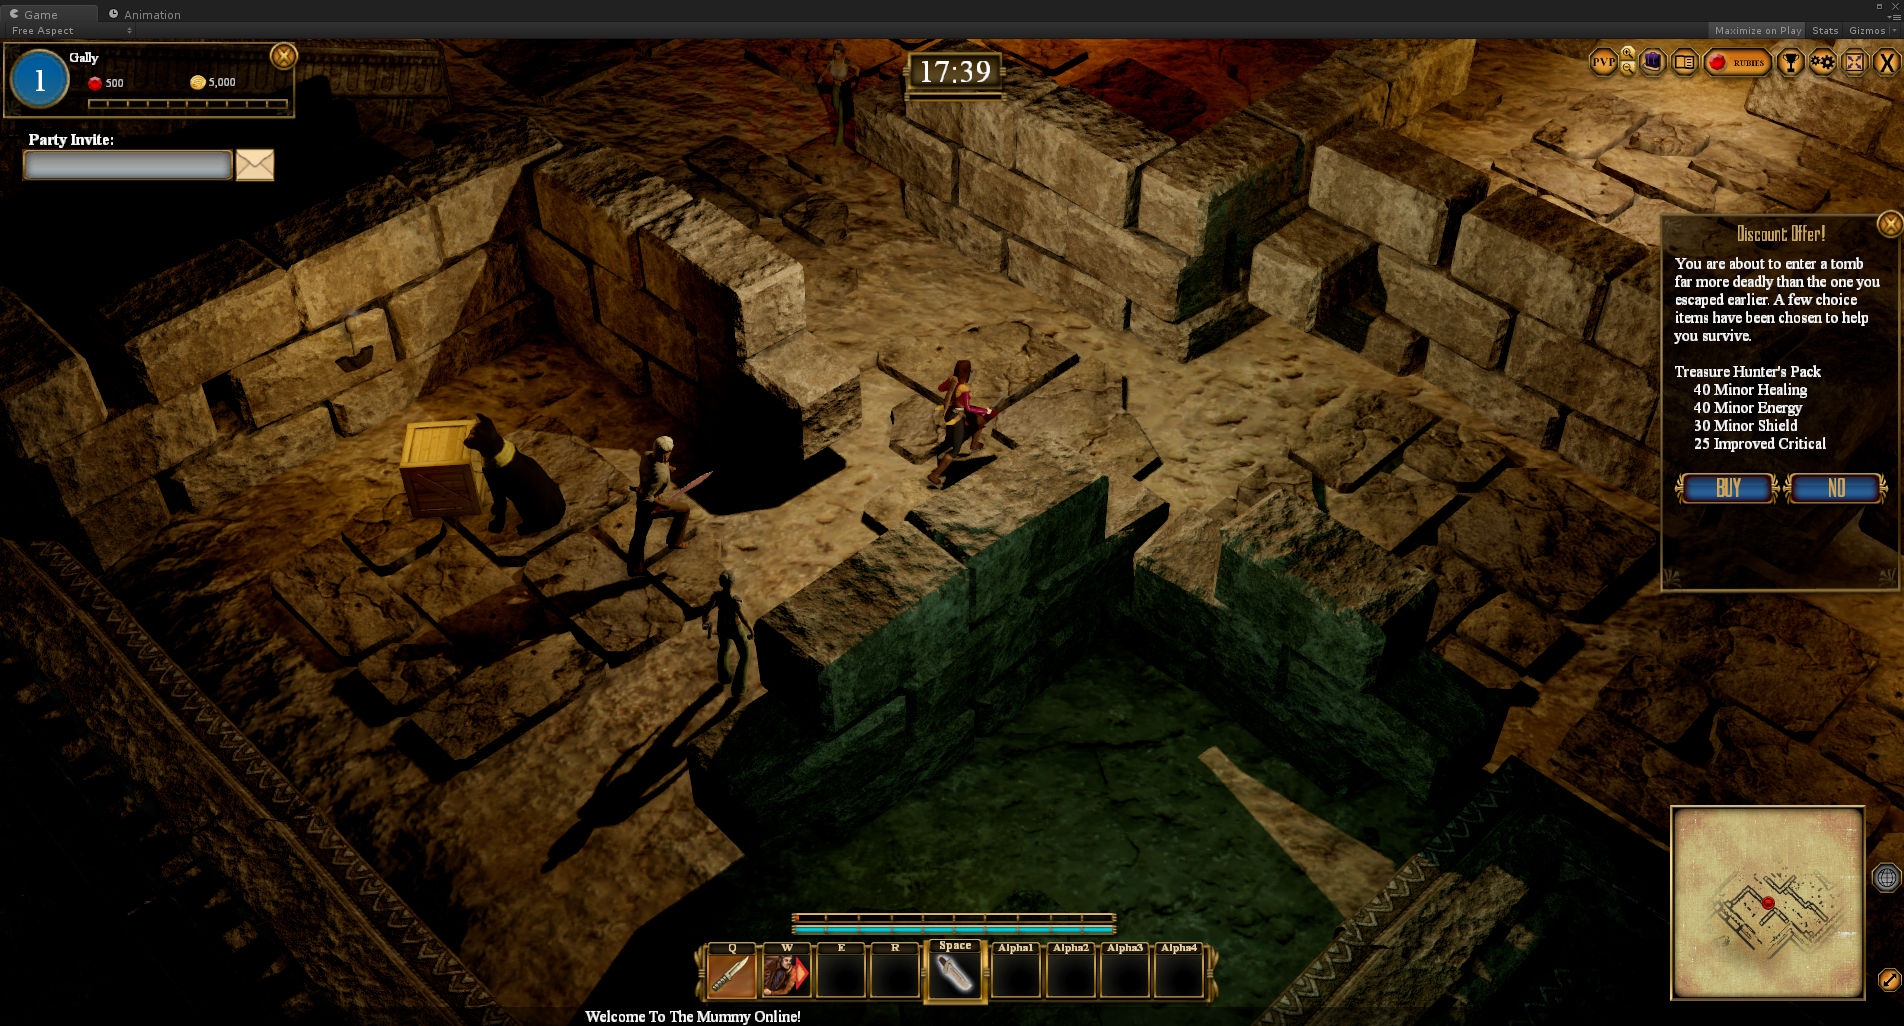 Game
Animation
Free Aspect
Maximize on Play
Stats
Gizmos
1
Gally
500
5,000
17:39
PVP
RUBIES
X
Party Invite:
Discount Offer!
You are about to enter a tomb
far more deadly than the one you
escaped earlier. A few choice
items have been chosen to help
you survive.
Treasure Hunter's Pack
40 Minor Healing
40 Minor Energy
30 Minor Shield
25 Improved Critical
BUY
NO
Q
W
E
R
Space
Alpha1
Alpha2
Alpha3
Alpha4
Welcome To The Mummy Online!